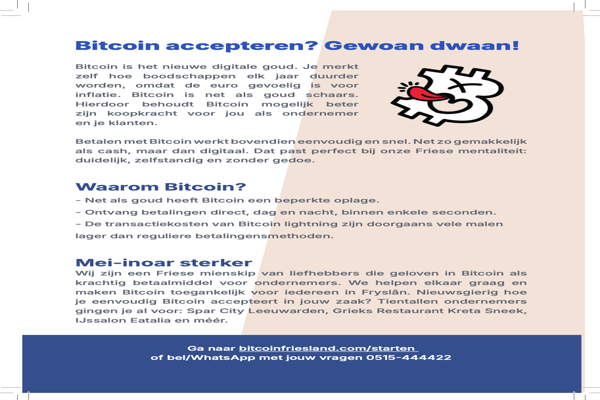 Bitcoin accepteren? Gewoan dwaan!
Bitcoin is het nieuwe digitale goud. Je merkt
zelf hoe boodschappen elk jaar duurder
worden, omdat de euro gevoelig is voor
inflatie. Bitcoin is net als goud schaars.
Hierdoor behoudt Bitcoin mogelijk beter
zijn koopkracht voor jou als ondernemer
en je klanten.
Betalen met Bitcoin werkt bovendien eenvoudig en snel. Net zo gemakkelijk
als cash, maar dan digitaal. Dat past perfect bij onze Friese mentaliteit:
duidelijk, zelfstandig en zonder gedoe.
Waarom Bitcoin?
- Net als goud heeft Bitcoin een beperkte oplage.
- Ontvang betalingen direct, dag en nacht, binnen enkele seconden.
- De transactiekosten van Bitcoin lightning zijn doorgaans vele malen
lager dan reguliere betalingensmethoden.
Mei-inoar sterker
Wij zijn een Friese mienskip van liefhebbers die geloven in Bitcoin als
krachtig betaalmiddel voor ondernemers. We helpen elkaar graag en
maken Bitcoin toegankelijk voor iedereen in Fryslân. Nieuwsgierig hoe
je eenvoudig Bitcoin accepteert in jouw zaak? Tientallen ondernemers
gingen je al voor: Spar City Leeuwarden, Grieks Restaurant Kreta Sneek,
IJssalon Eatalia en méér.
Ga naar bitcoinfriesland.com/starten
of bel/WhatsApp met jouw vragen 0515-444422